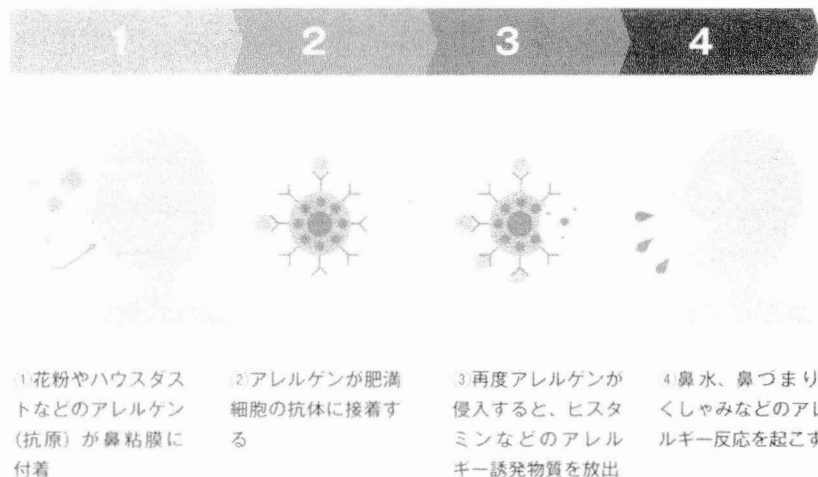 1
2
3
4
①花粉やハウスダス
トなどのアレルゲン
(抗原)が鼻粘膜に
付着
②アレルゲンが肥満
細胞の抗体に接着す
る
③再度アレルゲンが
侵入すると、ヒスタ
ミンなどのアレル
ギー誘発物質を放出
④鼻水、鼻づまり
くしゃみなどのアレ
ルギー反応を起こす